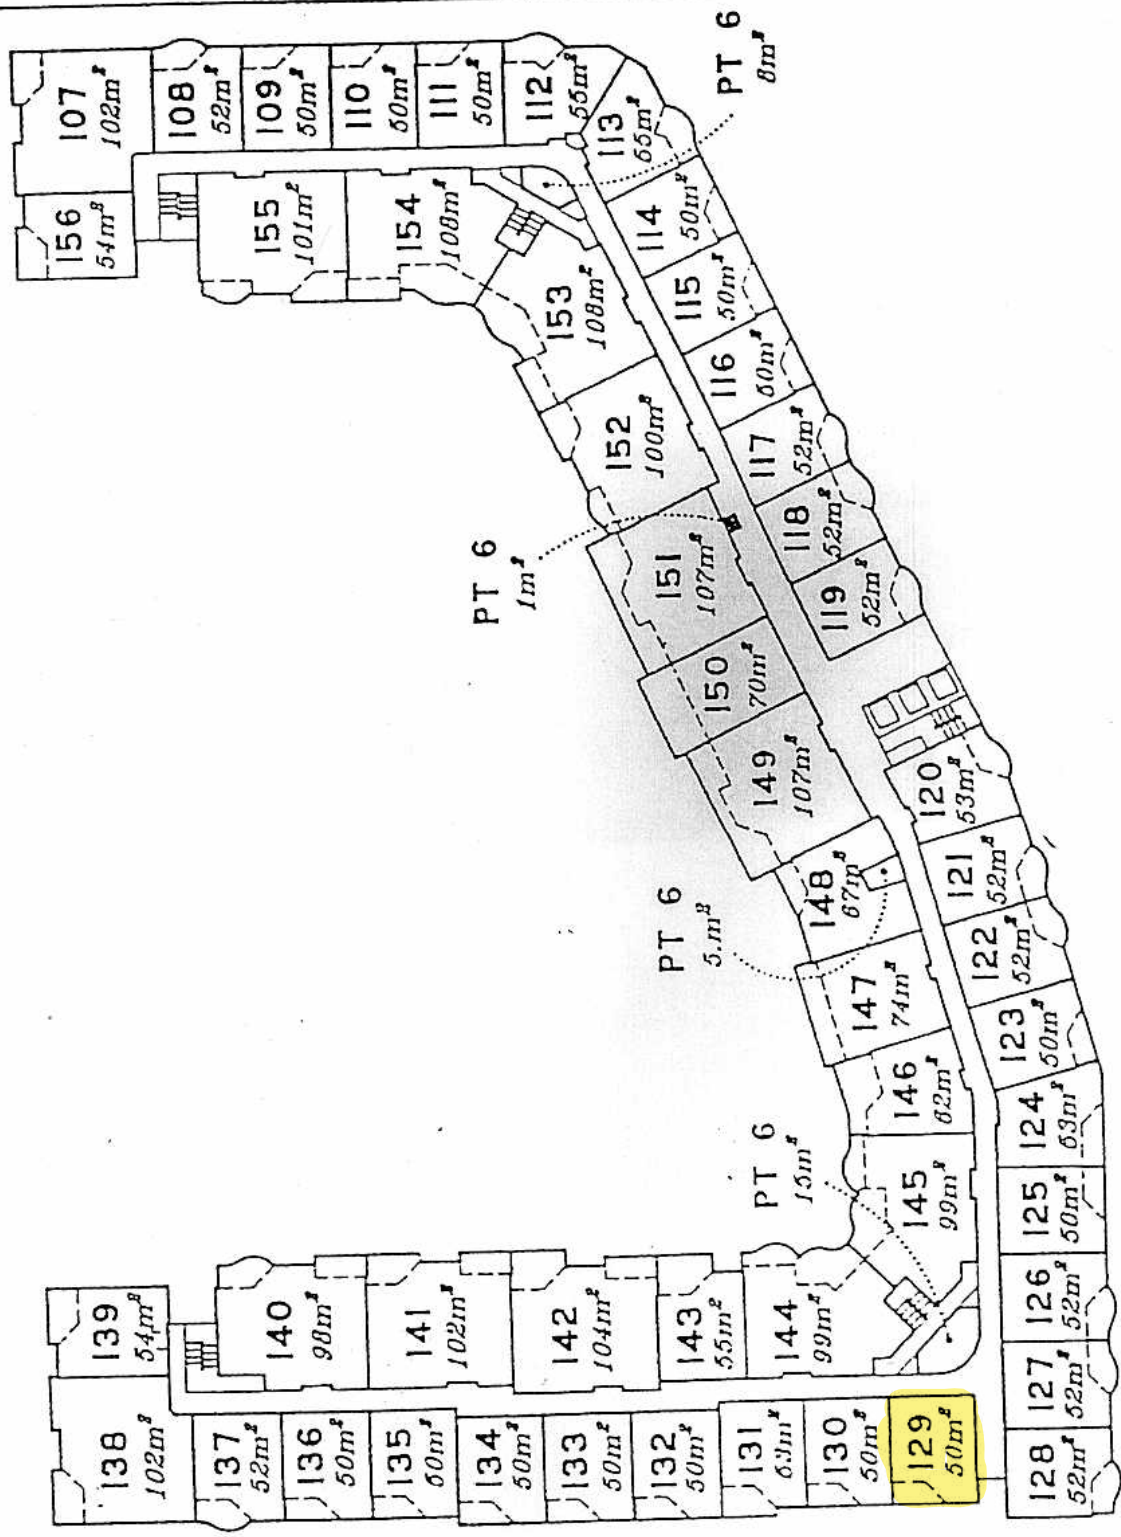 107
102m²
108
52m²
109
50m²
110
50m²
111
50m²
112
55m²
113
55m²
114
50m²
115
50m²
116
50m²
117
52m²
118
52m²
119
52m²
120
53m²
121
52m²
122
52m²
123
50m²
124
53m²
125
50m²
126
52m²
127
52m²
128
52m²
129
50m²
130
50m²
131
53m²
132
50m²
133
50m²
134
50m²
135
50m²
136
50m²
137
52m²
138
102m²
139
54m²
140
98m²
141
102m²
142
104m²
143
55m²
144
99m²
145
99m²
146
62m²
147
74m²
148
67m²
149
107m²
150
70m²
151
107m²
152
100m²
153
108m²
154
108m²
155
101m²
156
54m²
PT 6
8m²
PT 6
1m²
PT 6
5.m²
PT 6
15m²